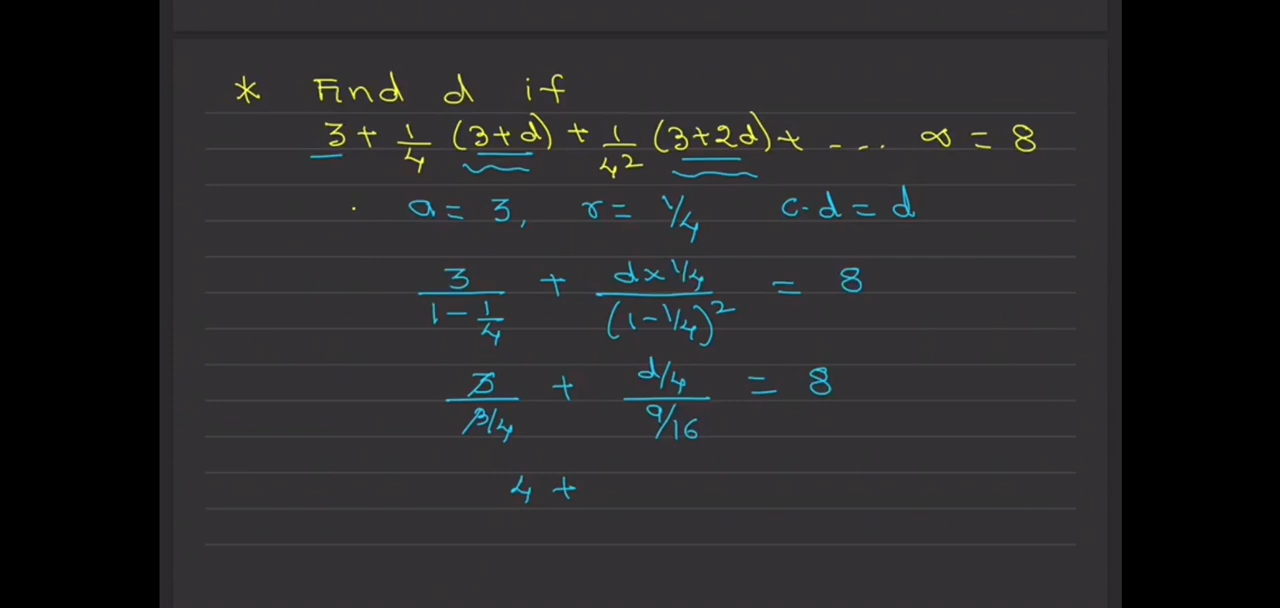 * Find d if
3 + 1/4 (3+d) + 1/4² (3+2d) + - ... ∞ = 8
a = 3, r = 1/4 c.d = d
3/(1 - 1/4) + (d × 1/4)/(1 - 1/4)² = 8
3/(3/4) + (d/4)/(9/16) = 8
4 +